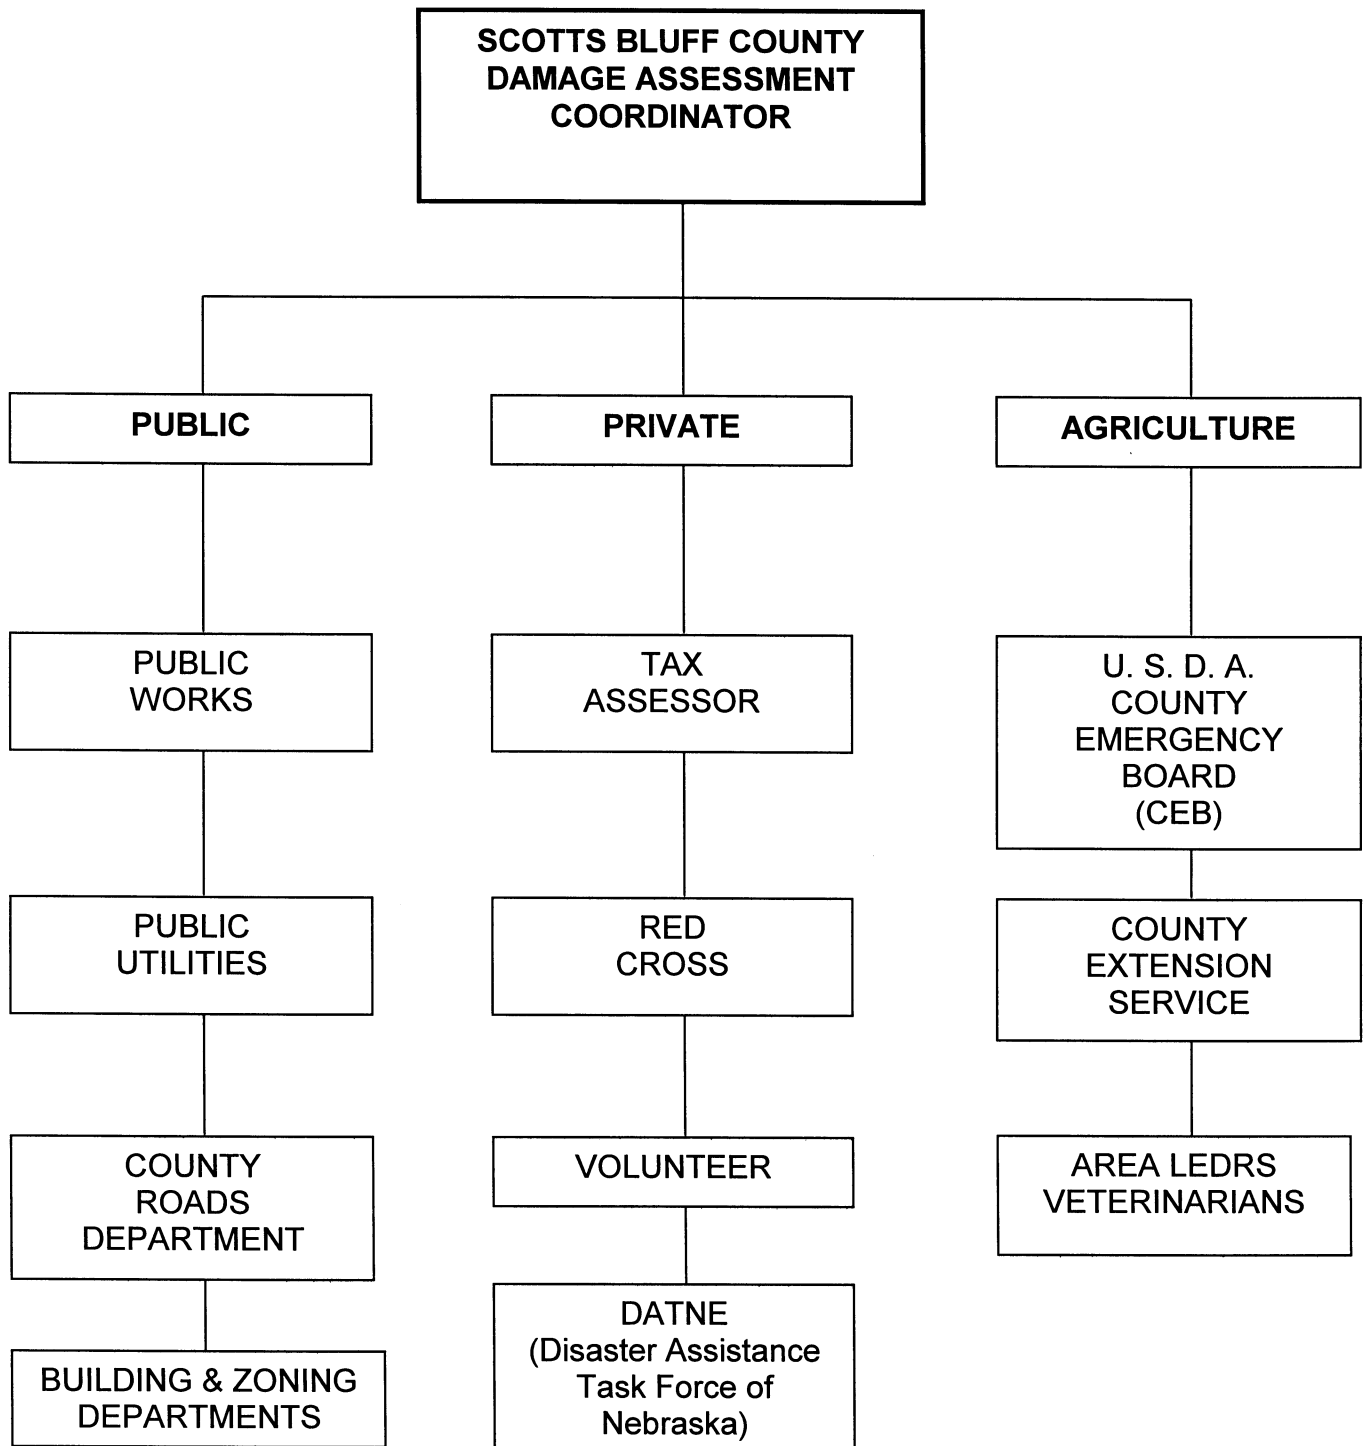 SCOTTS BLUFF COUNTY
DAMAGE ASSESSMENT
COORDINATOR
PUBLIC
PRIVATE
AGRICULTURE
PUBLIC
WORKS
TAX
ASSESSOR
U. S. D. A.
COUNTY
EMERGENCY
BOARD
(CEB)
PUBLIC
UTILITIES
RED
CROSS
COUNTY
EXTENSION
SERVICE
COUNTY
ROADS
DEPARTMENT
VOLUNTEER
AREA LEDRS
VETERINARIANS
BUILDING & ZONING
DEPARTMENTS
DATNE
(Disaster Assistance
Task Force of
Nebraska)